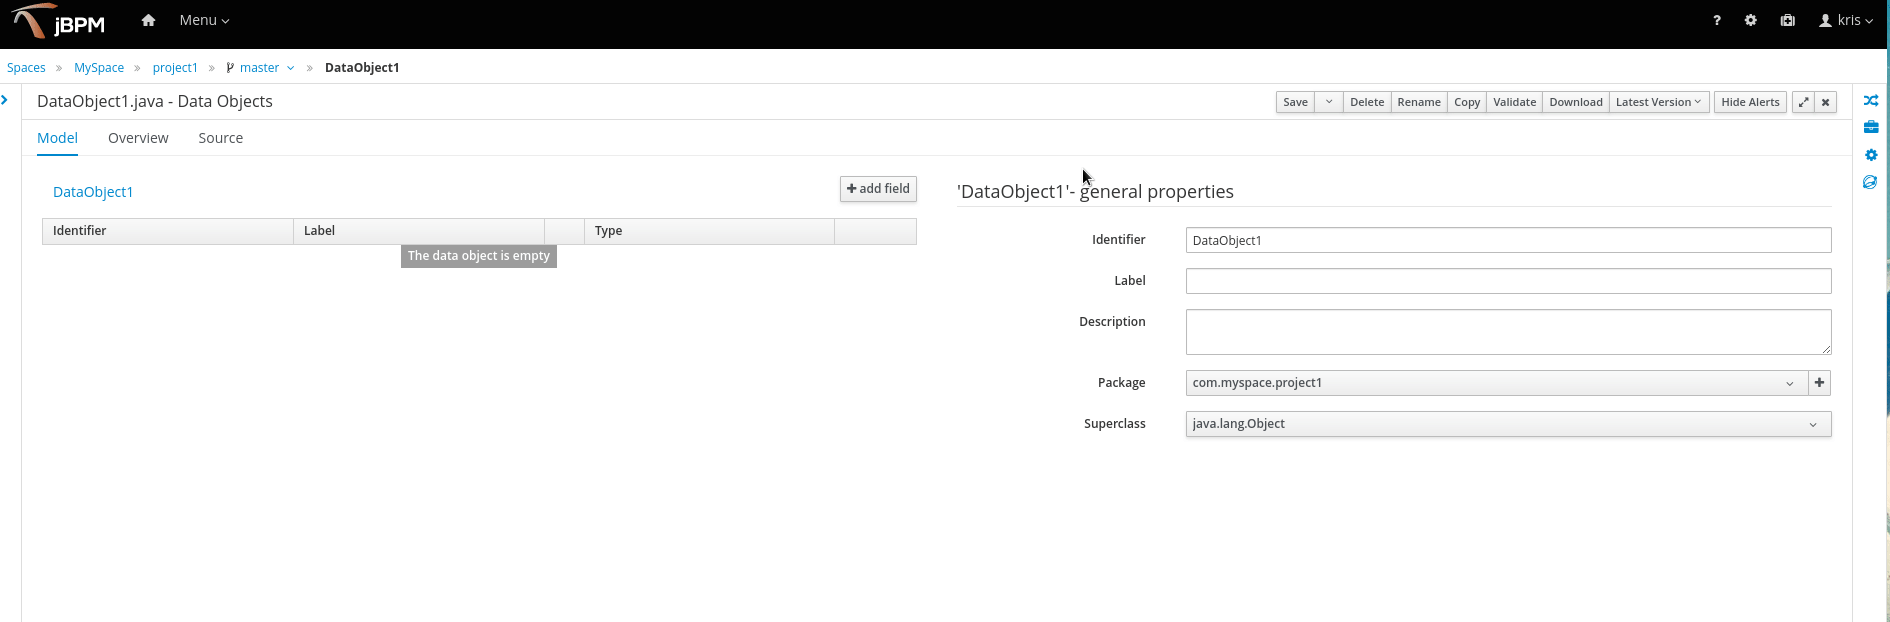 jBPM Menu ? kris
Spaces » MySpace » project1 » master » DataObject1
DataObject1.java - Data Objects Save Delete Rename Copy Validate Download Latest Version Hide Alerts
Model Overview Source
DataObject1 + add field
Identifier Label Type
The data object is empty
'DataObject1'- general properties
Identifier DataObject1
Label
Description
Package com.myspace.project1 +
Superclass java.lang.Object